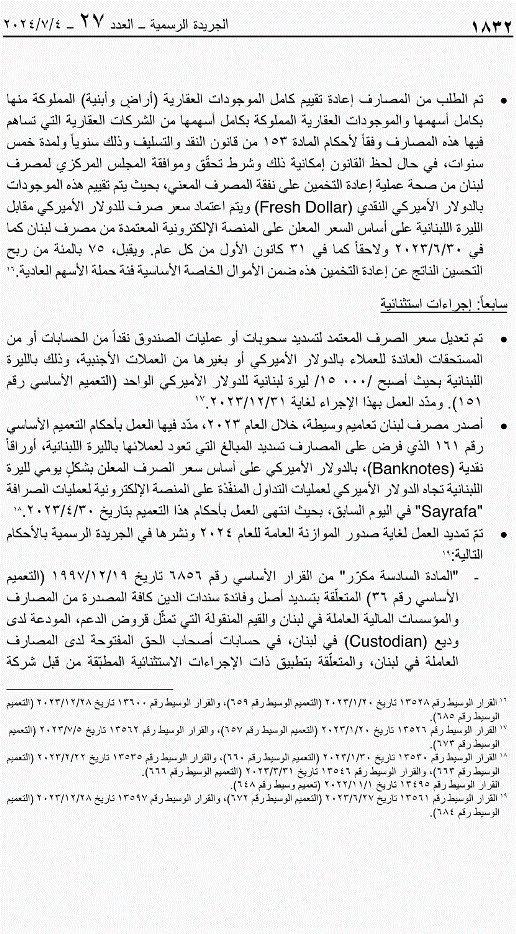 ١٨٣٢
الجريدة الرسمية – العدد ٢٧ – ٢٠٢٤/٧/٤
• تم الطلب من المصارف إعادة تقييم كامل الموجودات العقارية (أراضٍ وأبنية) المملوكة منها
بكامل أسهمها والموجودات العقارية المملوكة بكامل أسهمها من الشركات العقارية التي تساهم
فيها هذه المصارف وفقاً لأحكام المادة ١٥٣ من قانون النقد والتسليف وذلك سنوياً ولمدة خمس
سنوات، في حال لحظ القانون إمكانية ذلك وشرط تحقّق وموافقة المجلس المركزي لمصرف
لبنان من صحة عملية إعادة التخمين على نفقة المصرف المعني، بحيث يتم تقييم هذه الموجودات
بالدولار الأميركي النقدي (Fresh Dollar) ويتم اعتماد سعر صرف للدولار الأميركي مقابل
الليرة اللبنانية على أساس السعر المعلن على المنصة الإلكترونية المعتمدة من مصرف لبنان كما
في ٢٠٢٣/٦/٣٠ ولاحقاً كما في ٣١ كانون الأول من كل عام. ويقبل، ٧٥ بالمئة من ربح
التحسين الناتج عن إعادة التخمين هذه ضمن الأموال الخاصة الأساسية فئة حملة الأسهم العادية.١٦
سابعاً: إجراءات استثنائية
• تم تعديل سعر الصرف المعتمد لتسديد سحوبات أو عمليات الصندوق نقداً من الحسابات أو من
المستحقات العائدة للعملاء بالدولار الأميركي أو بغيرها من العملات الأجنبية، وذلك بالليرة
اللبنانية بحيث أصبح /١٥ ٠٠٠/ ليرة لبنانية للدولار الأميركي الواحد (التعميم الأساسي رقم
١٥١). ومدّد العمل بهذا الإجراء لغاية ٢٠٢٣/١٢/٣١.١٧
• أصدر مصرف لبنان تعاميم وسيطة، خلال العام ٢٠٢٣، مدّد فيها العمل بأحكام التعميم الأساسي
رقم ١٦١ الذي فرض على المصارف تسديد المبالغ التي تعود لعملائها بالليرة اللبنانية، أوراقاً
نقدية (Banknotes)، بالدولار الأميركي على أساس سعر الصرف المعلن بشكلٍ يومي لليرة
اللبنانية تجاه الدولار الأميركي لعمليات التداول المنفّذة على المنصة الإلكترونية لعمليات الصرافة
"Sayrafa" في اليوم السابق، بحيث انتهى العمل بأحكام هذا التعميم بتاريخ ٢٠٢٣/٤/٣٠.١٨
• تمّ تمديد العمل لغاية صدور الموازنة العامة للعام ٢٠٢٤ ونشرها في الجريدة الرسمية بالأحكام
التالية:١٩
- "المادة السادسة مكرّر" من القرار الأساسي رقم ٦٨٥٦ تاريخ ١٩٩٧/١٢/١٩ (التعميم
الأساسي رقم ٣٦) المتعلّقة بتسديد أصل وفائدة سندات الدين كافة المصدرة من المصارف
والمؤسسات المالية العاملة في لبنان والقيم المنقولة التي تمثّل قروض الدعم، المودعة لدى
وديع (Custodian) في لبنان، في حسابات أصحاب الحق المفتوحة لدى المصارف
العاملة في لبنان، والمتعلّقة بتطبيق ذات الإجراءات الاستثنائية المطبّقة من قبل شركة
١٦ القرار الوسيط رقم ١٣٥٢٨ تاريخ ٢٠٢٣/١/٢٠ (التعميم الوسيط رقم ٦٥٩)، والقرار الوسيط رقم ١٣٦٠٠ تاريخ ٢٠٢٣/١٢/٢٨ (التعميم
الوسيط رقم ٦٨٥).
١٧ القرار الوسيط رقم ١٣٥٢٦ تاريخ ٢٠٢٣/١/٢٠ (التعميم الوسيط رقم ٦٥٧)، والقرار الوسيط رقم ١٣٥٦٢ تاريخ ٢٠٢٣/٧/٥ (التعميم
الوسيط رقم ٦٧٣).
١٨ القرار الوسيط رقم ١٣٥٣٠ تاريخ ٢٠٢٣/١/٣٠ (التعميم الوسيط رقم ٦٦٠)، والقرار الوسيط رقم ١٣٥٣٥ تاريخ ٢٠٢٣/٢/٢٢ (التعميم
الوسيط رقم ٦٦٣)، والقرار الوسيط رقم ١٣٥٤٦ تاريخ ٢٠٢٣/٣/٣١ (التعميم الوسيط رقم ٦٦٦).
القرار الوسيط رقم ١٣٤٩٥ تاريخ ٢٠٢٢/١١/١ (تعميم وسيط رقم ٦٤٨).
١٩ القرار الوسيط رقم ١٣٥٦١ تاريخ ٢٠٢٣/٦/٢٧ (التعميم الوسيط رقم ٦٧٢)، والقرار الوسيط رقم ١٣٥٩٧ تاريخ ٢٠٢٣/١٢/٢٨ (التعميم
الوسيط رقم ٦٨٤).